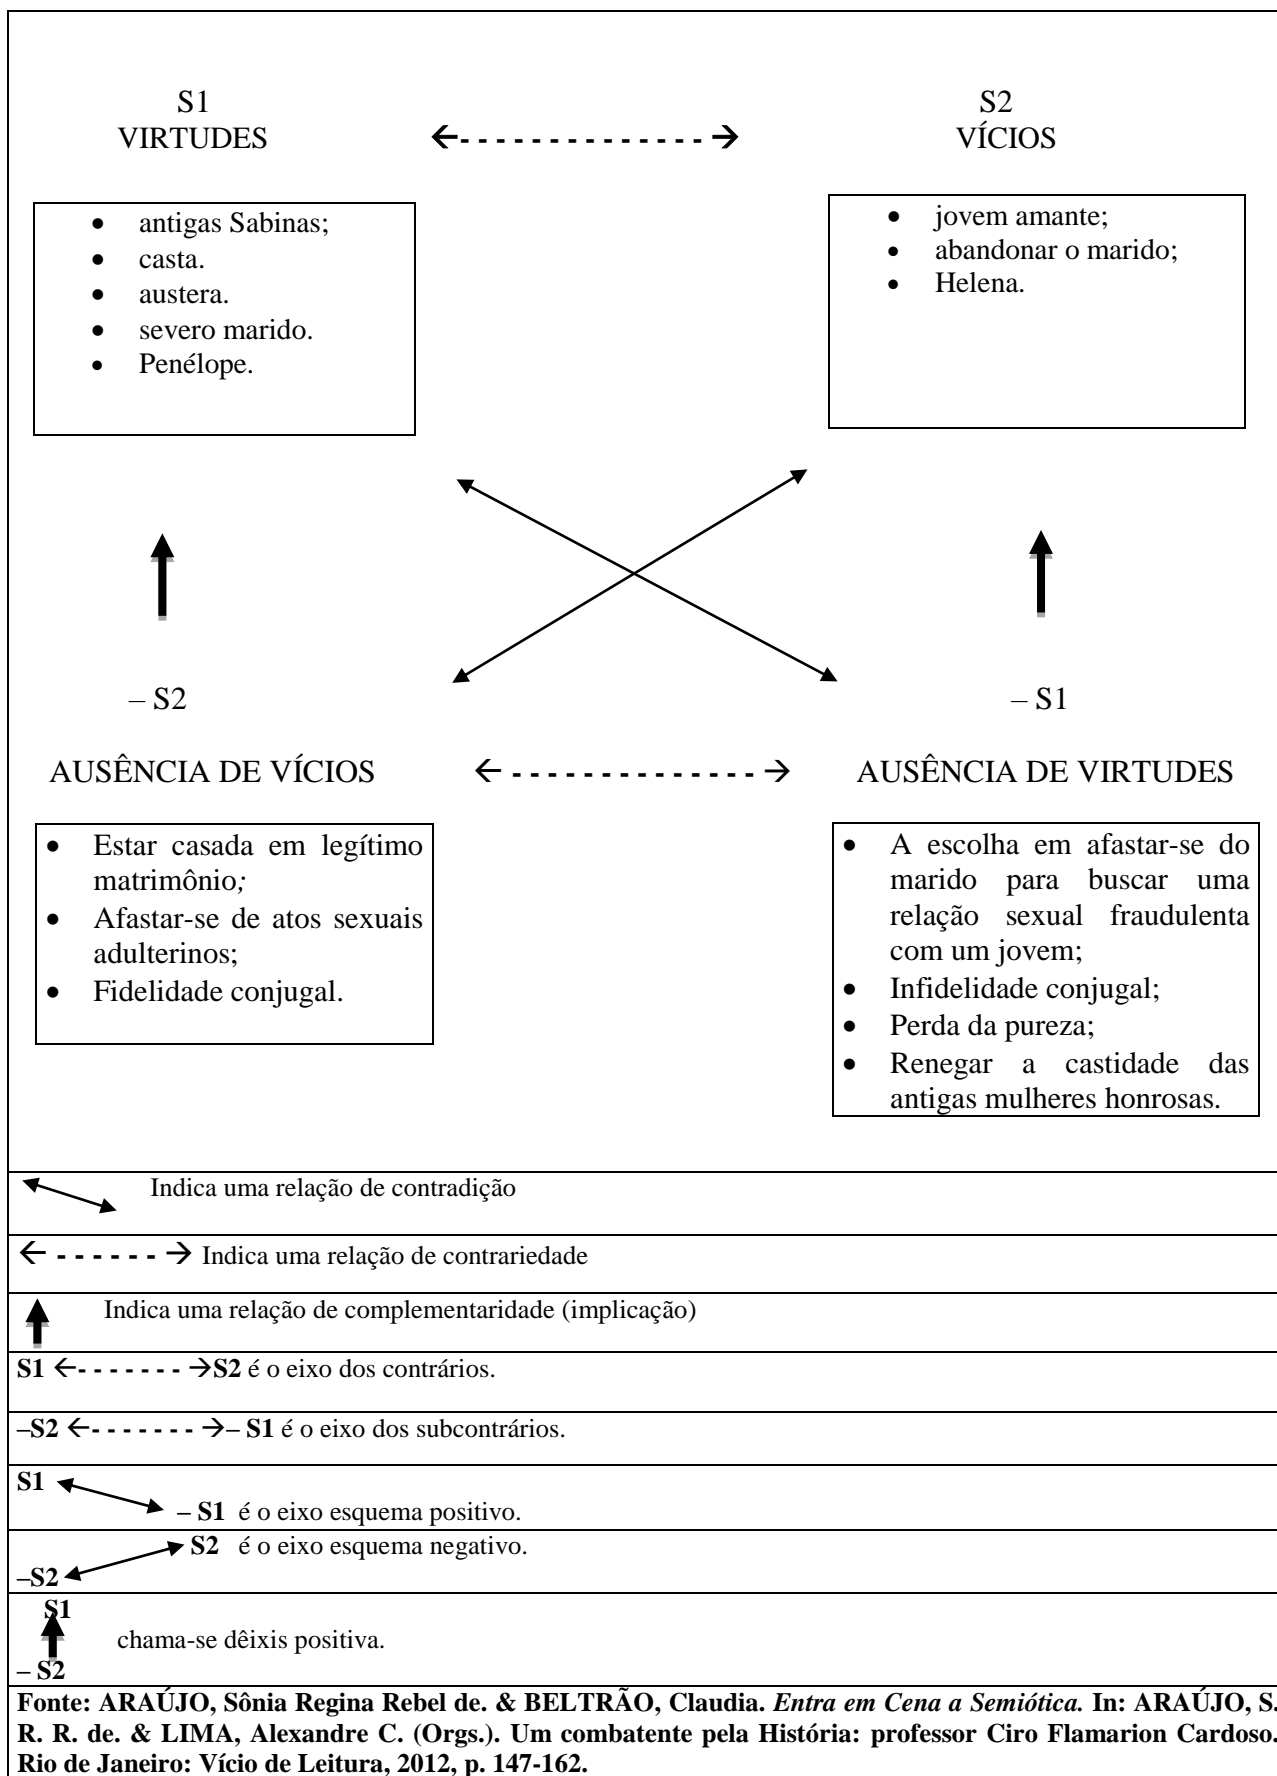 S1
VIRTUDES
S2
VÍCIOS
• antigas Sabinas;
• casta.
• austera.
• severo marido.
• Penélope.
• jovem amante;
• abandonar o marido;
• Helena.
– S2
– S1
AUSÊNCIA DE VÍCIOS
AUSÊNCIA DE VIRTUDES
• Estar casada em legítimo
matrimônio;
• Afastar-se de atos sexuais
adulterinos;
• Fidelidade conjugal.
• A escolha em afastar-se do
marido para buscar uma
relação sexual fraudulenta
com um jovem;
• Infidelidade conjugal;
• Perda da pureza;
• Renegar a castidade das
antigas mulheres honrosas.
Indica uma relação de contradição
Indica uma relação de contrariedade
Indica uma relação de complementaridade (implicação)
S1 ←- - - - - - - →S2 é o eixo dos contrários.
–S2 ←- - - - - - - →– S1 é o eixo dos subcontrários.
S1
– S1 é o eixo esquema positivo.
S2 é o eixo esquema negativo.
–S2
S1
chama-se dêixis positiva.
– S2
Fonte: ARAÚJO, Sônia Regina Rebel de. & BELTRÃO, Claudia. Entra em Cena a Semiótica. In: ARAÚJO, S.
R. R. de. & LIMA, Alexandre C. (Orgs.). Um combatente pela História: professor Ciro Flamarion Cardoso.
Rio de Janeiro: Vício de Leitura, 2012, p. 147-162.